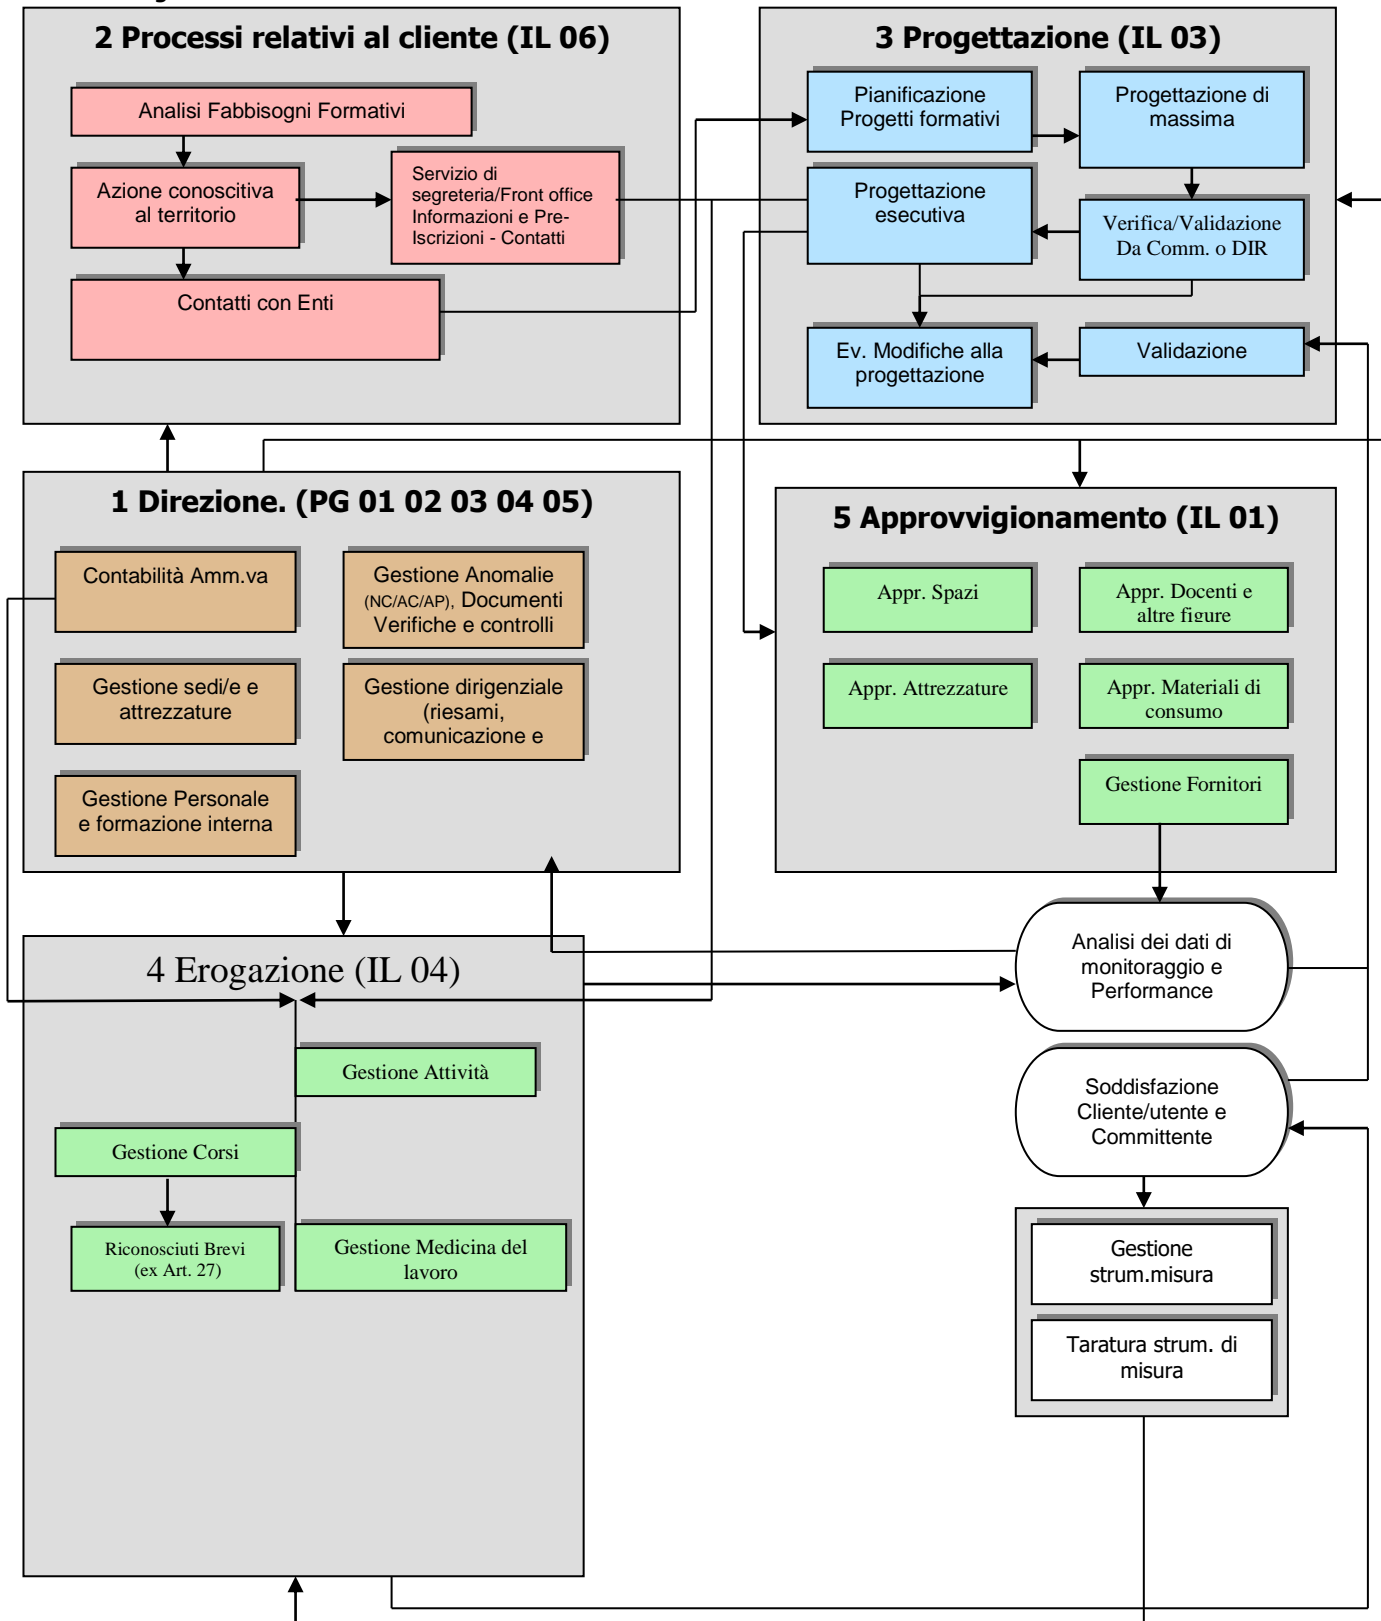 2 Processi relativi al cliente (IL 06)
Analisi Fabbisogni Formativi
Azione conoscitiva
al territorio
Servizio di
segreteria/Front office
Informazioni e Pre-
Iscrizioni - Contatti
Contatti con Enti
3 Progettazione (IL 03)
Pianificazione
Progetti formativi
Progettazione di
massima
Progettazione
esecutiva
Verifica/Validazione
Da Comm. o DIR
Ev. Modifiche alla
progettazione
Validazione
1 Direzione. (PG 01 02 03 04 05)
Contabilità Amm.va
Gestione Anomalie
(NC/AC/AP), Documenti
Verifiche e controlli
Gestione sedi/e e
attrezzature
Gestione dirigenziale
(riesami,
comunicazione e
Gestione Personale
e formazione interna
5 Approvvigionamento (IL 01)
Appr. Spazi
Appr. Docenti e
altre figure
Appr. Attrezzature
Appr. Materiali di
consumo
Gestione Fornitori
4 Erogazione (IL 04)
Gestione Attività
Gestione Corsi
Riconosciuti Brevi
(ex Art. 27)
Gestione Medicina del
lavoro
Analisi dei dati di
monitoraggio e
Performance
Soddisfazione
Cliente/utente e
Committente
Gestione
strum.misura
Taratura strum. di
misura